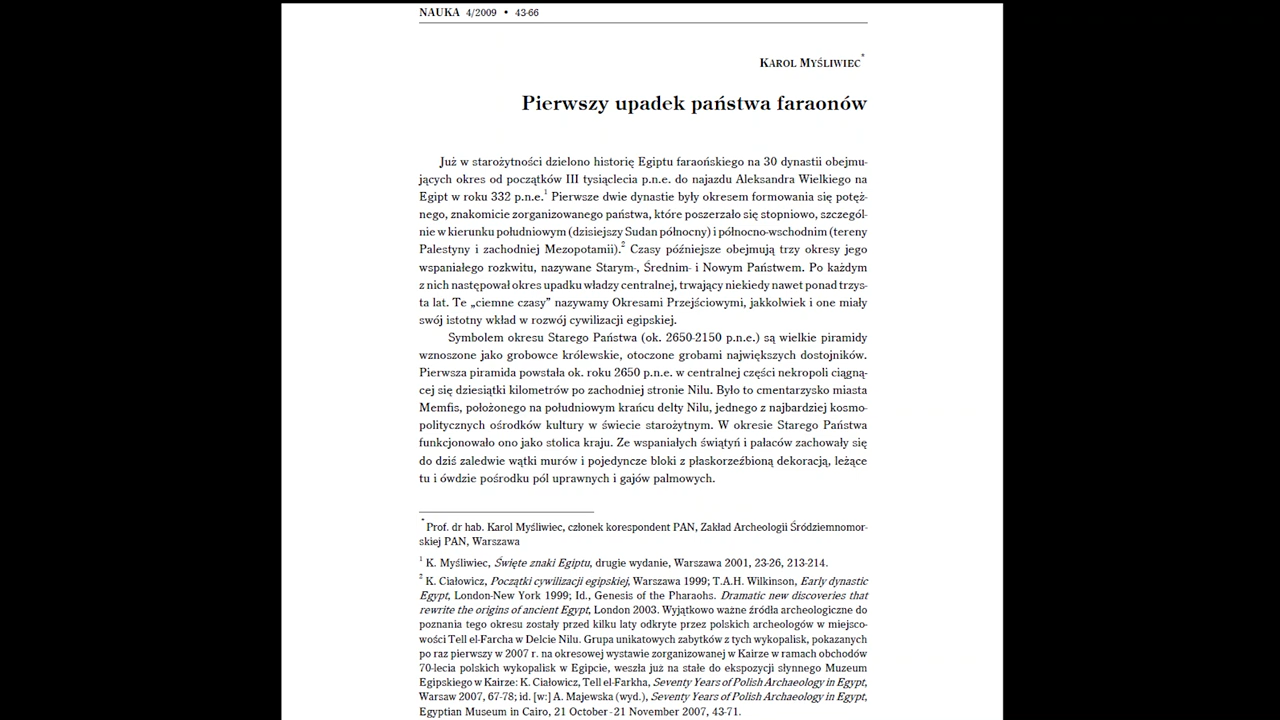 NAUKA 4/2009 • 43-66
KAROL MYŚLIWIEC*
Pierwszy upadek państwa faraonów
Już w starożytności dzielono historię Egiptu faraońskiego na 30 dynastii obejmu-
jących okres od początków III tysiąclecia p.n.e. do najazdu Aleksandra Wielkiego na
Egipt w roku 332 p.n.e.1 Pierwsze dwie dynastie były okresem formowania się potęż-
nego, znakomicie zorganizowanego państwa, które poszerzało się stopniowo, szczegól-
nie w kierunku południowym (dzisiejszy Sudan północny) i północno-wschodnim (tereny
Palestyny i zachodniej Mezopotamii).2 Czasy późniejsze obejmują trzy okresy jego
wspaniałego rozkwitu, nazywane Starym-, Średnim- i Nowym Państwem. Po każdym
z nich następował okres upadku władzy centralnej, trwający niekiedy nawet ponad trzys-
ta lat. Te „ciemne czasy” nazywamy Okresami Przejściowymi, jakkolwiek i one miały
swój istotny wkład w rozwój cywilizacji egipskiej.
Symbolem okresu Starego Państwa (ok. 2650-2150 p.n.e.) są wielkie piramidy
wznoszone jako grobowce królewskie, otoczone grobami największych dostojników.
Pierwsza piramida powstała ok. roku 2650 p.n.e. w centralnej części nekropoli ciągną-
cej się dziesiątki kilometrów po zachodniej stronie Nilu. Było to cmentarzysko miasta
Memfis, położonego na południowym krańcu delty Nilu, jednego z najbardziej kosmo-
politycznych ośrodków kultury w świecie starożytnym. W okresie Starego Państwa
funkcjonowało ono jako stolica kraju. Ze wspaniałych świątyń i pałaców zachowały się
do dziś zaledwie wątki murów i pojedyncze bloki z płaskorzeźbioną dekoracją, leżące
tu i ówdzie pośrodku pól uprawnych i gajów palmowych.
* Prof. dr hab. Karol Myśliwiec, członek korespondent PAN, Zakład Archeologii Śródziemnomor-
skiej PAN, Warszawa
1 K. Myśliwiec, Święte znaki Egiptu, drugie wydanie, Warszawa 2001, 23-26, 213-214.
2 K. Ciałowicz, Początki cywilizacji egipskiej, Warszawa 1999; T.A.H. Wilkinson, Early dynastic
Egypt, London-New York 1999; Id., Genesis of the Pharaohs. Dramatic new discoveries that
rewrite the origins of ancient Egypt, London 2003. Wyjątkowo ważne źródła archeologiczne do
poznania tego okresu zostały przed kilku laty odkryte przez polskich archeologów w miejsco-
wości Tell el-Farcha w Delcie Nilu. Grupa unikatowych zabytków z tych wykopalisk, pokazanych
po raz pierwszy w 2007 r. na okresowej wystawie zorganizowanej w Kairze w ramach obchodów
70-lecia polskich wykopalisk w Egipcie, weszła już na stałe do ekspozycji słynnego Muzeum
Egipskiego w Kairze: K. Ciałowicz, Tell el-Farkha, Seventy Years of Polish Archaeology in Egypt,
Warsaw 2007, 67-78; id. [w:] A. Majewska (wyd.), Seventy Years of Polish Archaeology in Egypt,
Egyptian Museum in Cairo, 21 October - 21 November 2007, 43-71.